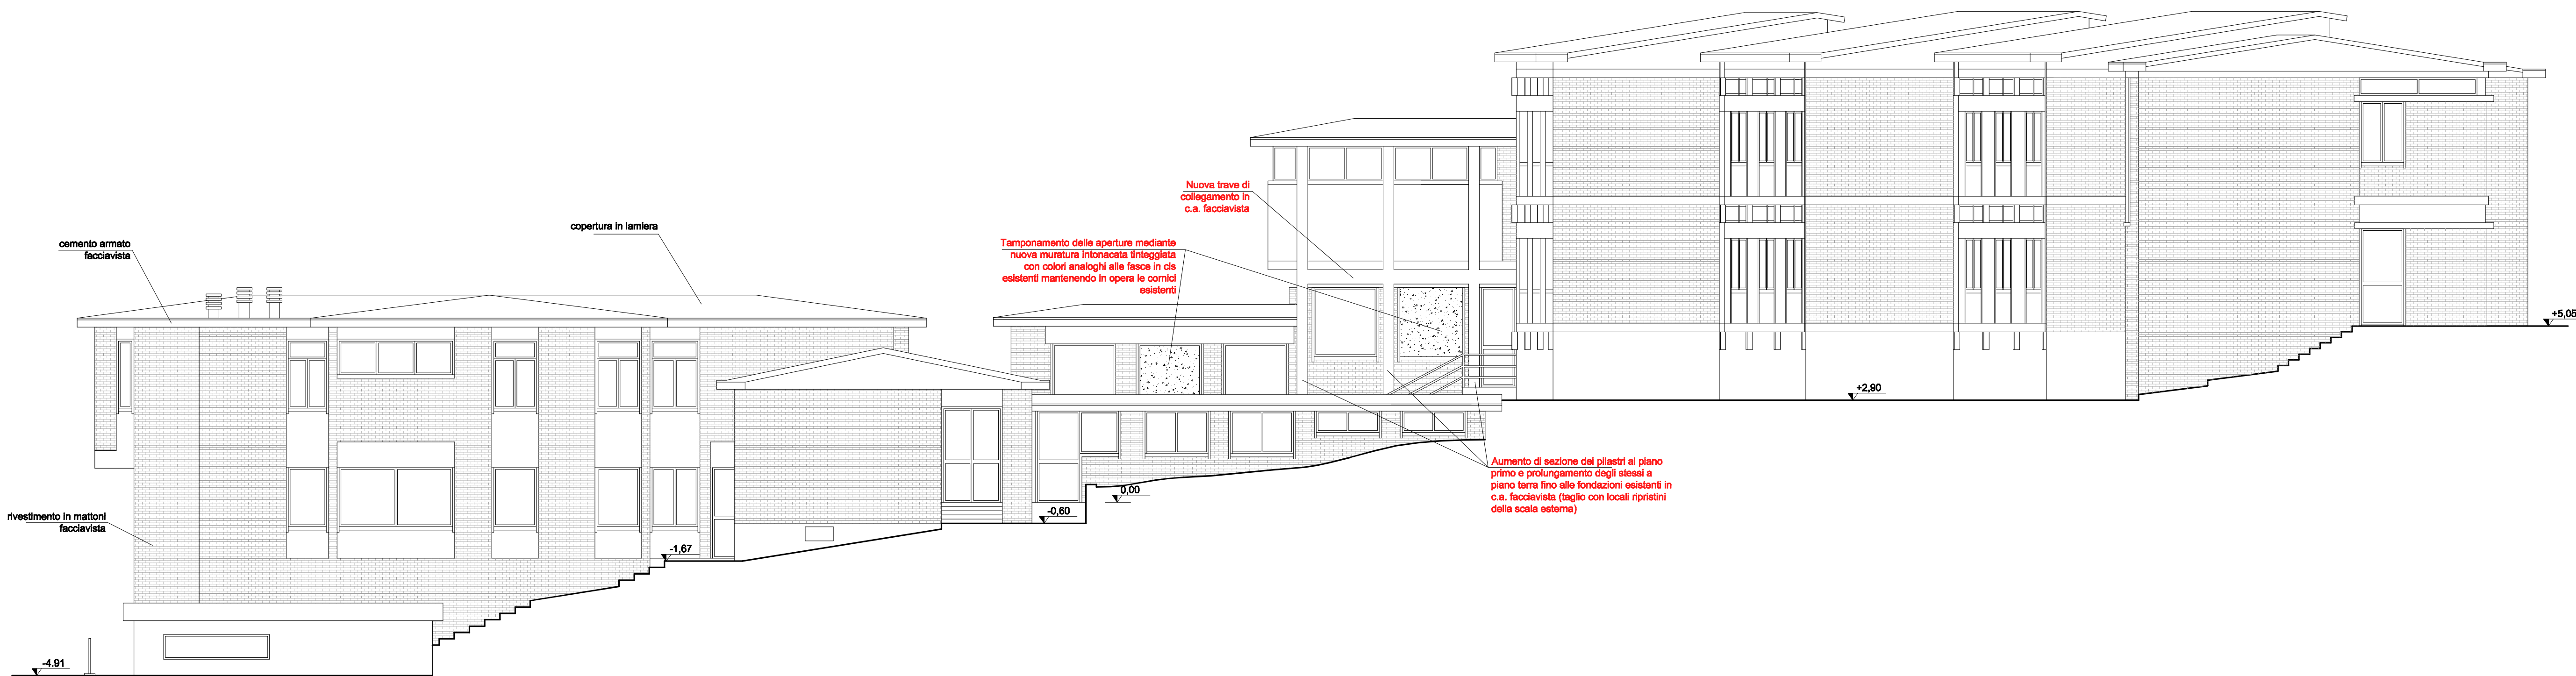 cemento armato
facciavista
copertura in lamiera
rivestimento in mattoni
facciavista
Nuova trave di
collegamento in
c.a. facciavista
Tamponamento delle aperture mediante
nuova muratura intonacata tinteggiata
con colori analoghi alle fasce in cls
esistenti mantenendo in opera le cornici
esistenti
Aumento di sezione dei pilastri al piano
primo e prolungamento degli stessi a
piano terra fino alle fondazioni esistenti in
c.a. facciavista (taglio con locali ripristini
della scala esterna)
-4.91
-1,67
-0,60
0,00
+2,90
+5,05